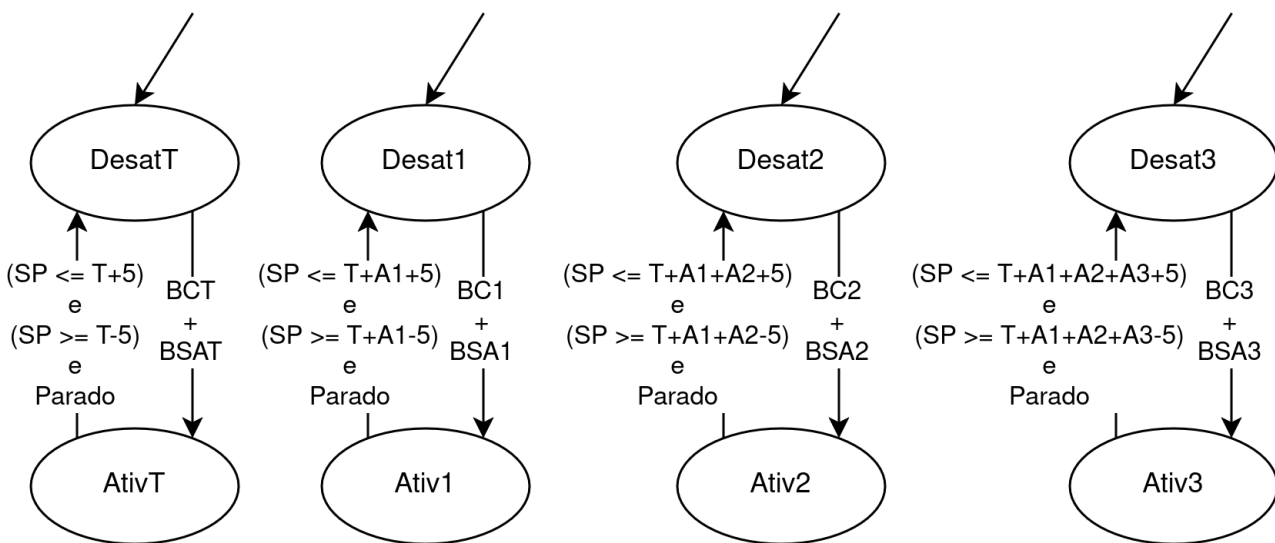 DesatT
Desat1
Desat2
Desat3
(SP <= T+5)
e
(SP >= T-5)
e
Parado
BCT
+
BSAT
(SP <= T+A1+5)
e
(SP >= T+A1-5)
e
Parado
BC1
+
BSA1
(SP <= T+A1+A2+5)
e
(SP >= T+A1+A2-5)
e
Parado
BC2
+
BSA2
(SP <= T+A1+A2+A3+5)
e
(SP >= T+A1+A2+A3-5)
e
Parado
BC3
+
BSA3
AtivT
Ativ1
Ativ2
Ativ3